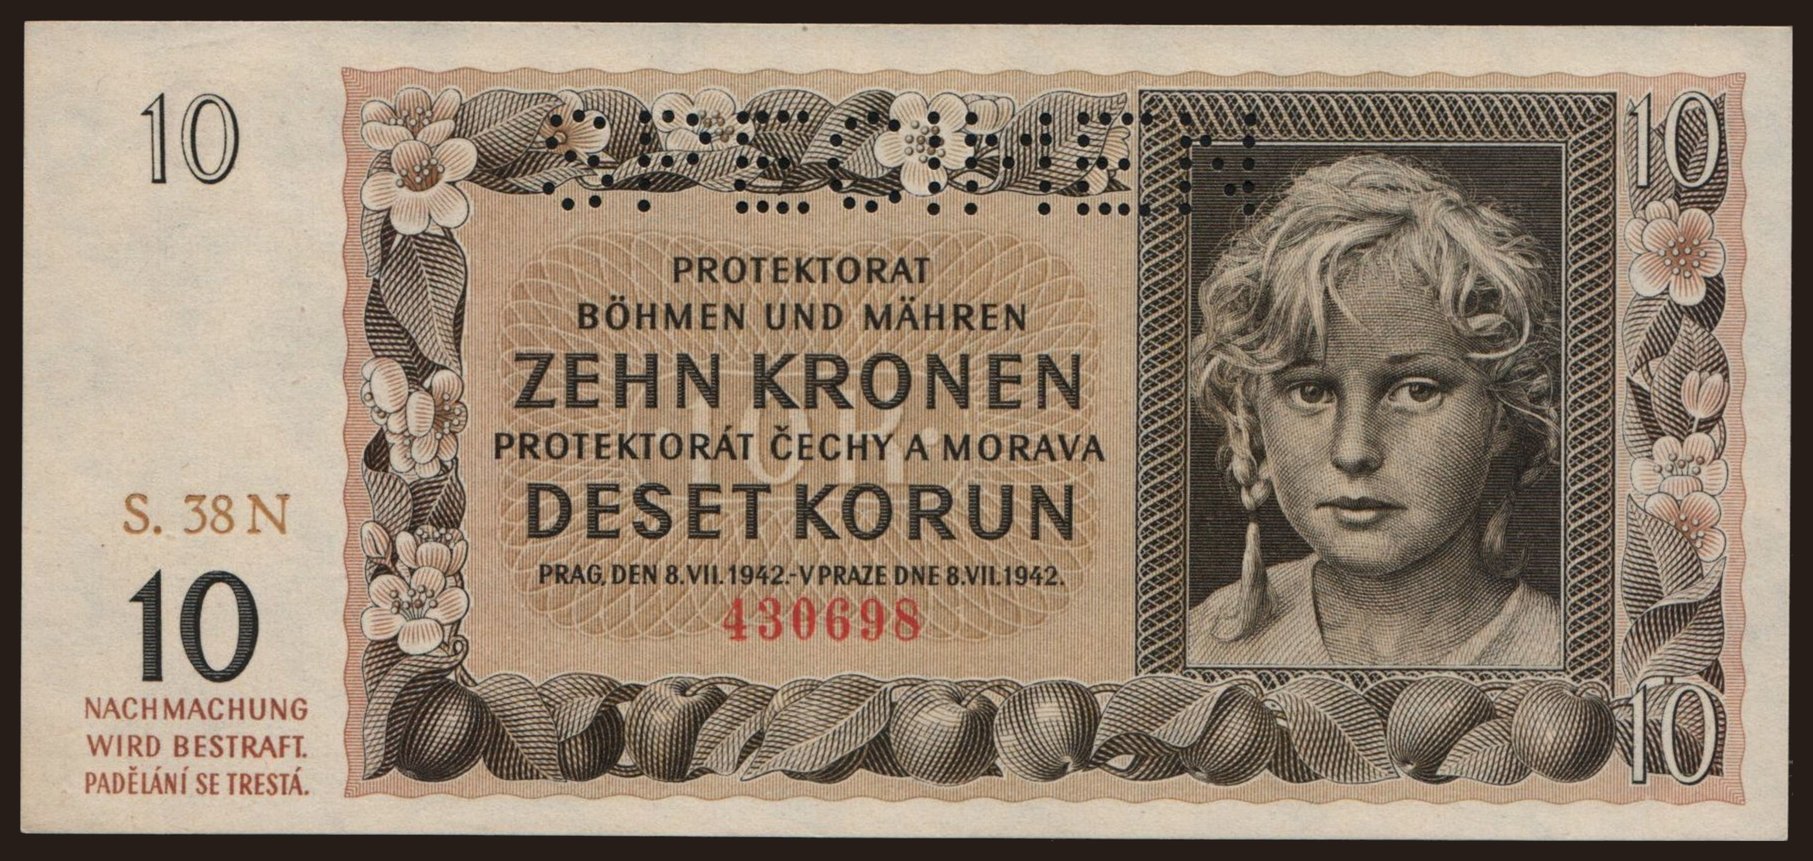 10
10
SPECIMEN
PROTEKTORAT
BÖHMEN UND MÄHREN
ZEHN KRONEN
PROTEKTORÁT ČECHY A MORAVA
DESET KORUN
PRAG, DEN 8.VII.1942.-V PRAZE DNE 8.VII.1942.
430698
S. 38 N
10
NACHMACHUNG
WIRD BESTRAFT.
PADĚLÁNÍ SE TRESTÁ.
10